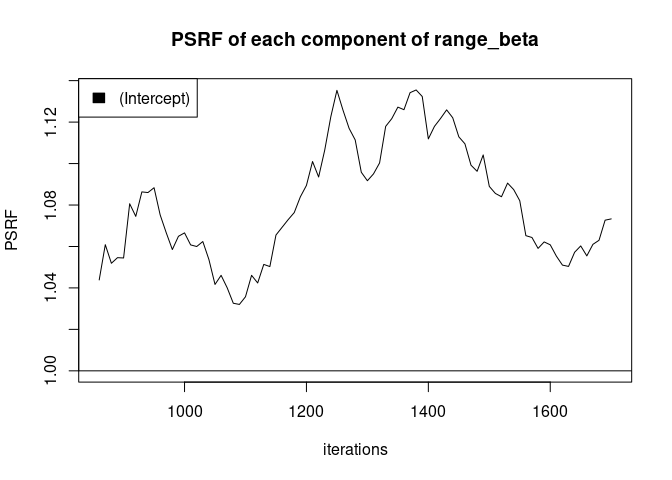 PSRF of each component of range_beta
(Intercept)
PSRF
1.12
1.08
1.04
1.00
1000 1200 1400 1600
iterations